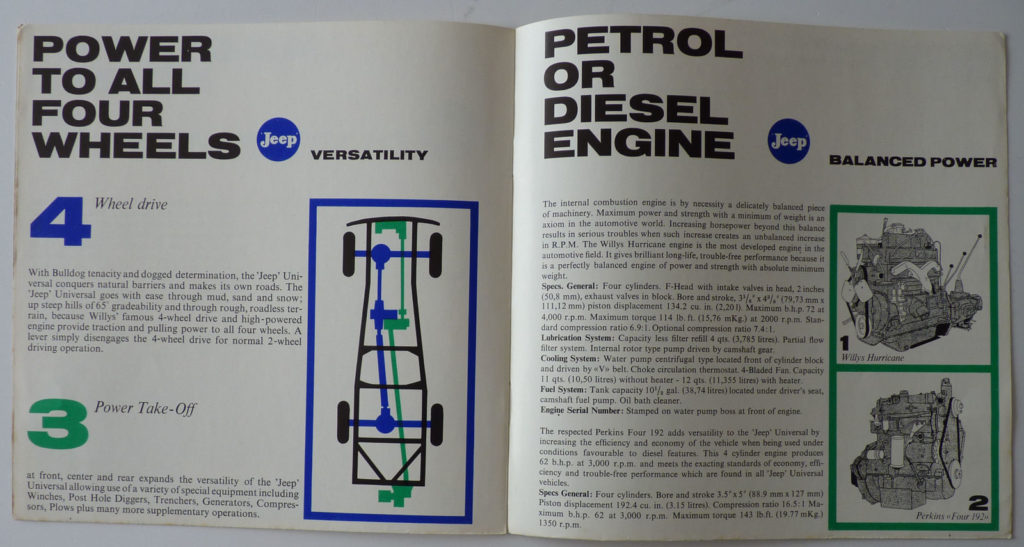 POWER
TO ALL
FOUR
WHEELS
'Jeep'
VERSATILITY
4
Wheel drive
With Bulldog tenacity and dogged determination, the 'Jeep' Uni-
versal conquers natural barriers and makes its own roads. The
'Jeep' Universal goes with ease through mud, sand and snow;
up steep hills of 65° gradeability and through rough, roadless ter-
rain, because Willys' famous 4-wheel drive and high-powered
engine provide traction and pulling power to all four wheels. A
lever simply disengages the 4-wheel drive for normal 2-wheel
driving operation.
3
Power Take-Off
at front, center and rear expands the versatility of the 'Jeep'
Universal allowing use of a variety of special equipment including
Winches, Post Hole Diggers, Trenchers, Generators, Compres-
sors, Plows plus many more supplementary operations.
PETROL
OR
DIESEL
ENGINE
'Jeep'
BALANCED POWER
The internal combustion engine is by necessity a delicately balanced piece
of machinery. Maximum power and strength with a minimum of weight is an
axiom in the automotive world. Increasing horsepower beyond this balance
results in serious troubles when such increase creates an unbalanced increase
in R.P.M. The Willys Hurricane engine is the most developed engine in the
automotive field. It gives brilliant long-life, trouble-free performance because it
is a perfectly balanced engine of power and strength with absolute minimum
weight.
Specs. General: Four cylinders. F-Head with intake valves in head, 2 inches
(50,8 mm), exhaust valves in block. Bore and stroke, 3¹/₈" x 4³/₈" (79,73 mm x
111,12 mm) piston displacement 134.2 cu. in. (2,20l). Maximum b.h.p. 72 at
4,000 r.p.m. Maximum torque 114 lb. ft. (15,76 mKg.) at 2000 r.p.m. Stan-
dard compression ratio 6.9:1. Optional compression ratio 7.4:1.
Lubrication System: Capacity less filter refill 4 qts. (3,785 litres). Partial flow
filter system. Internal rotor type pump driven by camshaft gear.
Cooling System: Water pump centrifugal type located front of cylinder block
and driven by «V» belt. Choke circulation thermostat. 4-Bladed Fan. Capacity
11 qts. (10,50 litres) without heater - 12 qts. (11,355 litres) with heater.
Fuel System: Tank capacity 10¹/₂ gal. (38,74 litres) located under driver's seat,
camshaft fuel pump. Oil bath cleaner.
Engine Serial Number: Stamped on water pump boss at front of engine.
The respected Perkins Four 192 adds versatility to the 'Jeep' Universal by
increasing the efficiency and economy of the vehicle when being used under
conditions favourable to diesel features. This 4 cylinder engine produces
62 b.h.p. at 3,000 r.p.m. and meets the exacting standards of economy, effi-
ciency and trouble-free performance which are found in all 'Jeep' Universal
vehicles.
Specs General: Four cylinders. Bore and stroke 3.5" x 5" (88.9 mm x 127 mm)
Piston displacement 192.4 cu. in. (3.15 litres). Compression ratio 16.5:1 Ma-
ximum b.h.p. 62 at 3,000 r.p.m. Maximum torque 143 lb.ft. (19.77 mKg.)
1350 r.p.m.
1
Willys Hurricane
2
Perkins «Four 192»